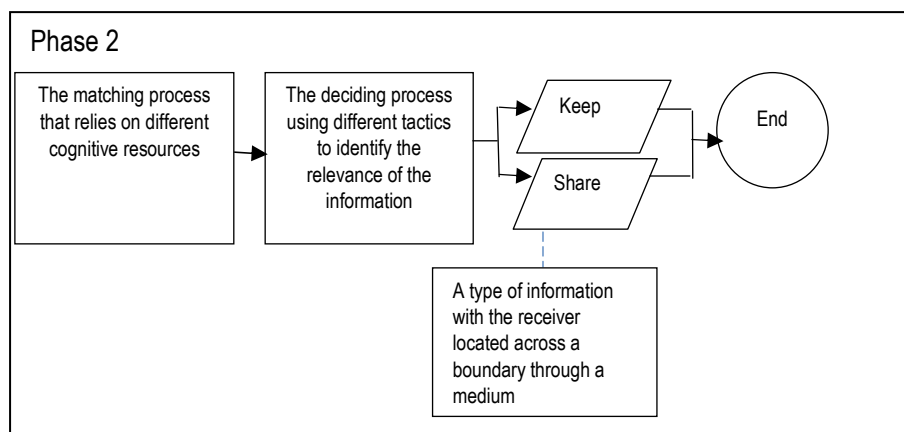 Phase 2
The matching process
that relies on different
cognitive resources
The deciding process
using different tactics
to identify the
relevance of the
information
Keep
Share
End
A type of information
with the receiver
located across a
boundary through a
medium